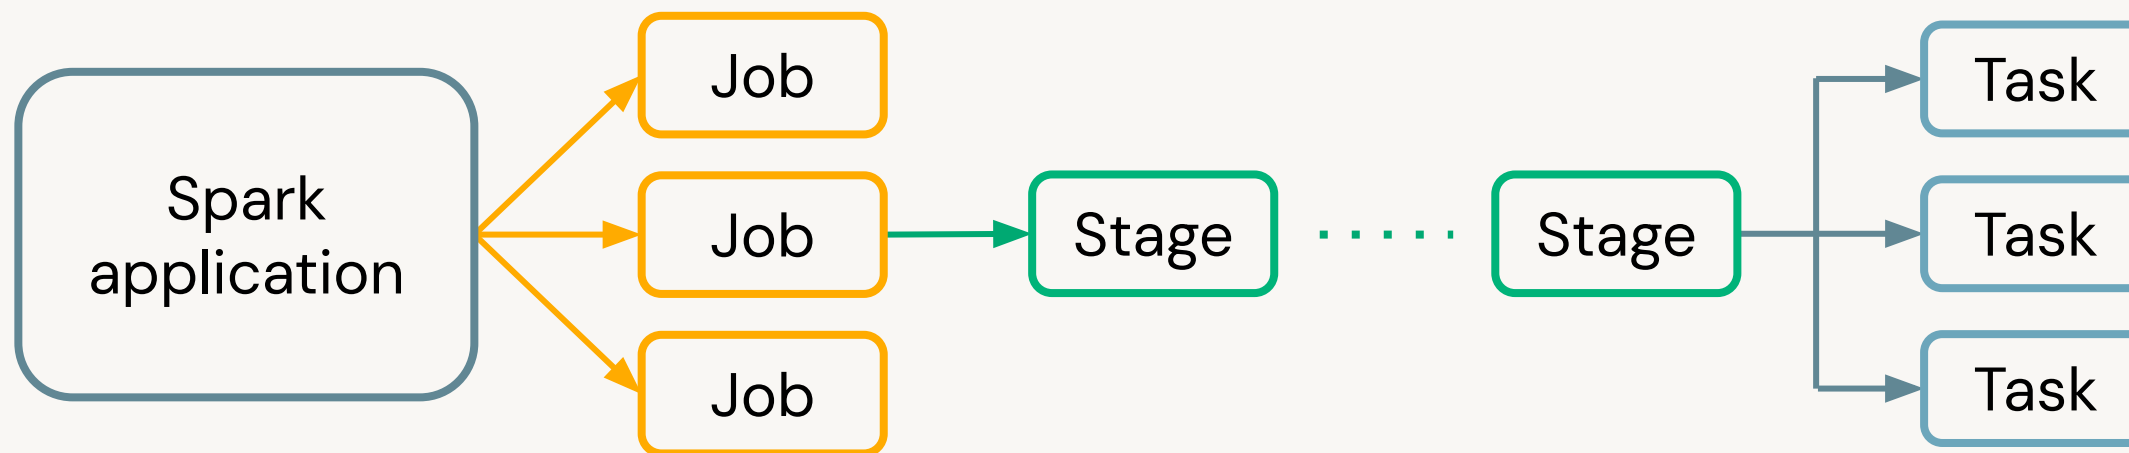 Spark
application
Job
Job
Job
Stage
Stage
Task
Task
Task